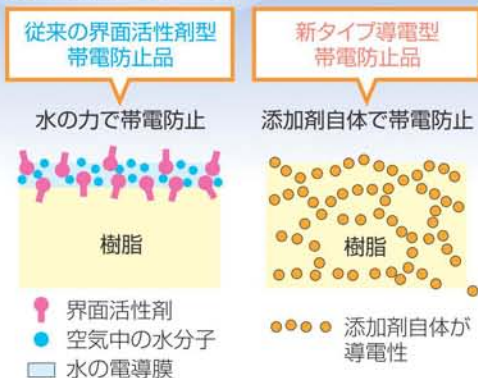 従来の界面活性剤型
帯電防止品
水の力で帯電防止
樹脂
界面活性剤
空気中の水分子
水の電導膜
新タイプ導電型
帯電防止品
添加剤自体で帯電防止
樹脂
添加剤自体が
導電性